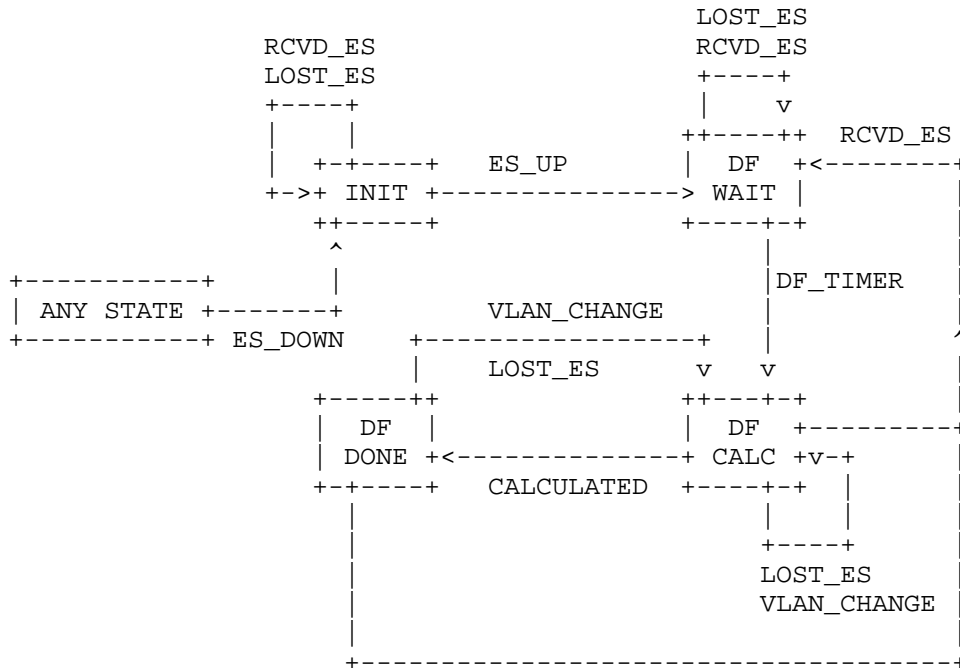 LOST_ES
RCVD_ES RCVD_ES
LOST_ES
RCVD_ES
ES_UP DF
INIT WAIT
DF_TIMER
ANY STATE VLAN_CHANGE
ES_DOWN
LOST_ES
DF DF
DONE CALC
CALCULATED
LOST_ES
VLAN_CHANGE